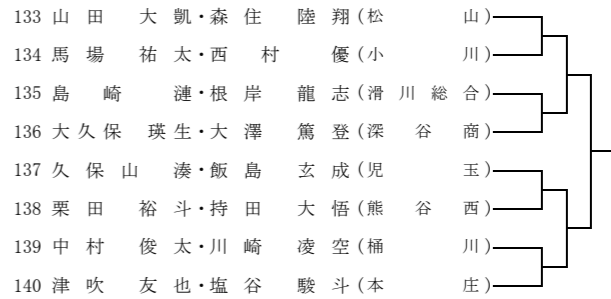 133 山田大凱・森住陸翔(松山)
134 馬場祐太・西村優(小川)
135 島崎漣・根岸龍志(滑川総合)
136 大久保瑛生・大澤篤登(深谷商)
137 久保山湊・飯島玄成(児玉)
138 栗田裕斗・持田大悟(熊谷西)
139 中村俊太・川崎凌空(桶川)
140 津吹友也・塩谷駿斗(本庄)